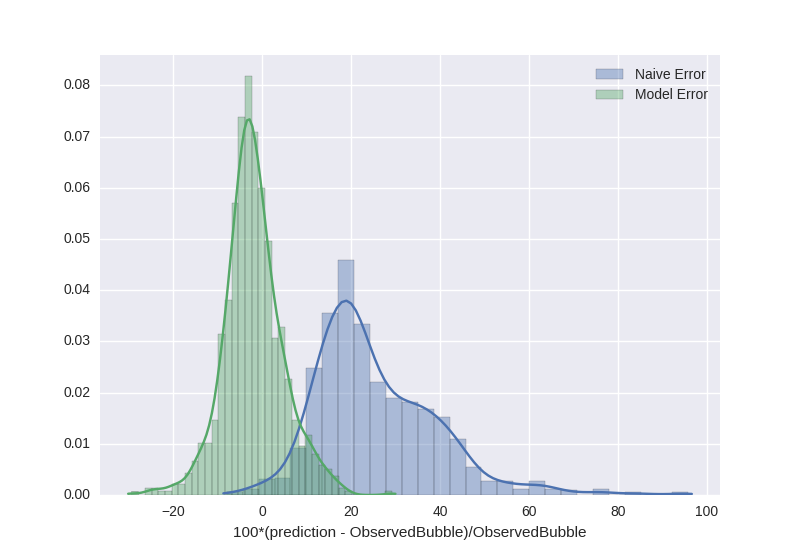 Naive Error
Model Error
0.08
0.07
0.06
0.05
0.04
0.03
0.02
0.01
0.00
−20 0 20 40 60 80 100
100*(prediction - ObservedBubble)/ObservedBubble